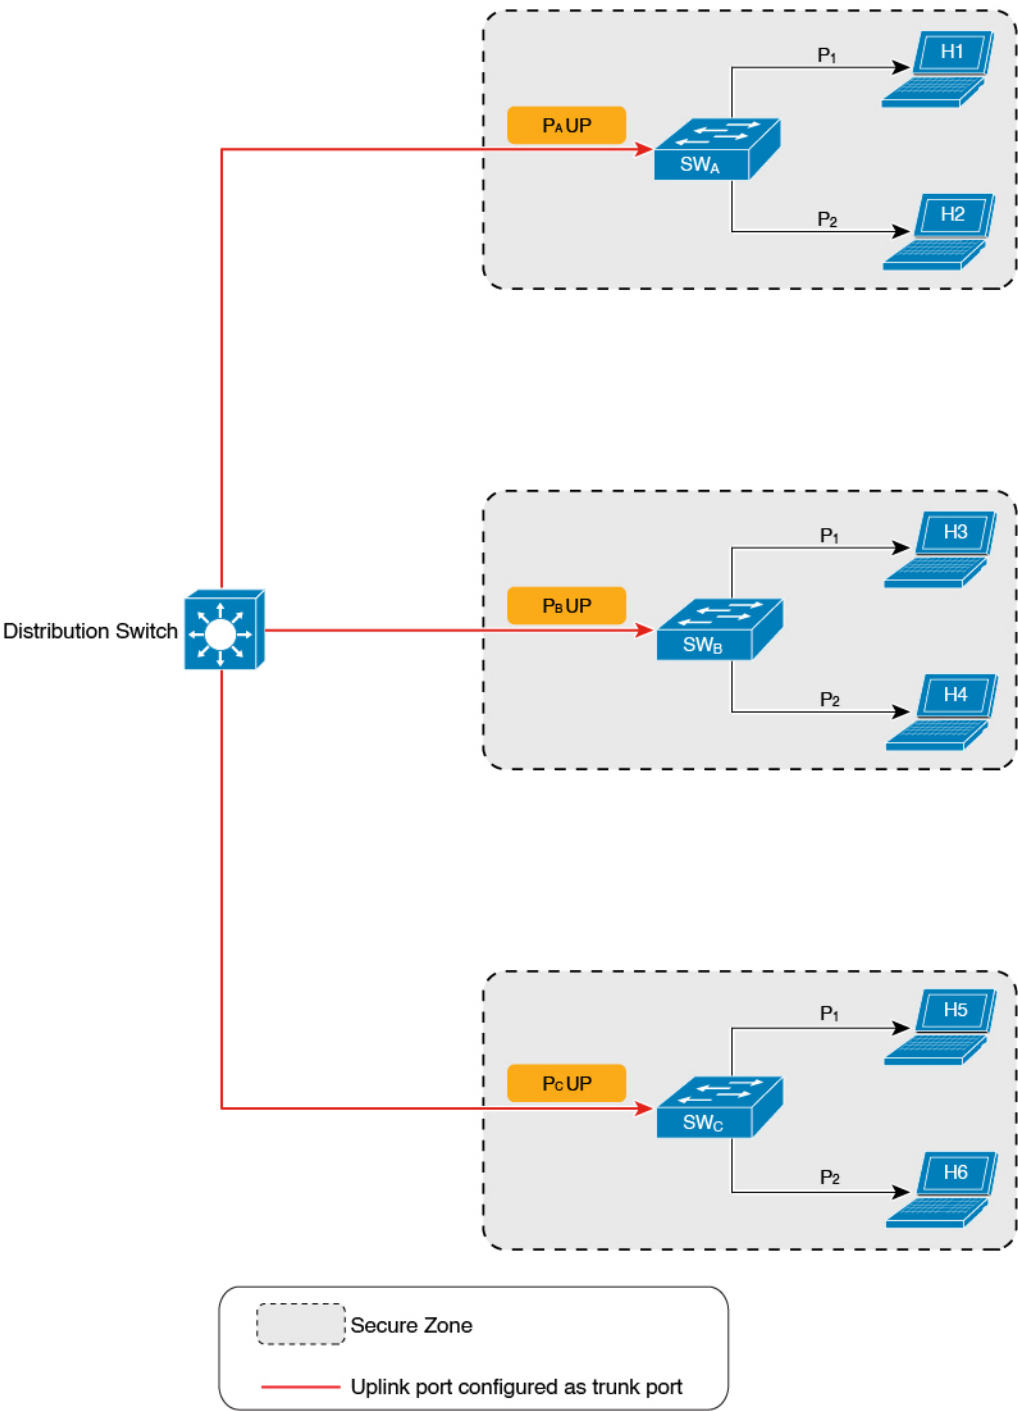 P1
H1
PA UP
SWA
P2
H2
P1
H3
PB UP
Distribution Switch
SWB
P2
H4
P1
H5
PC UP
SWC
P2
H6
Secure Zone
Uplink port configured as trunk port